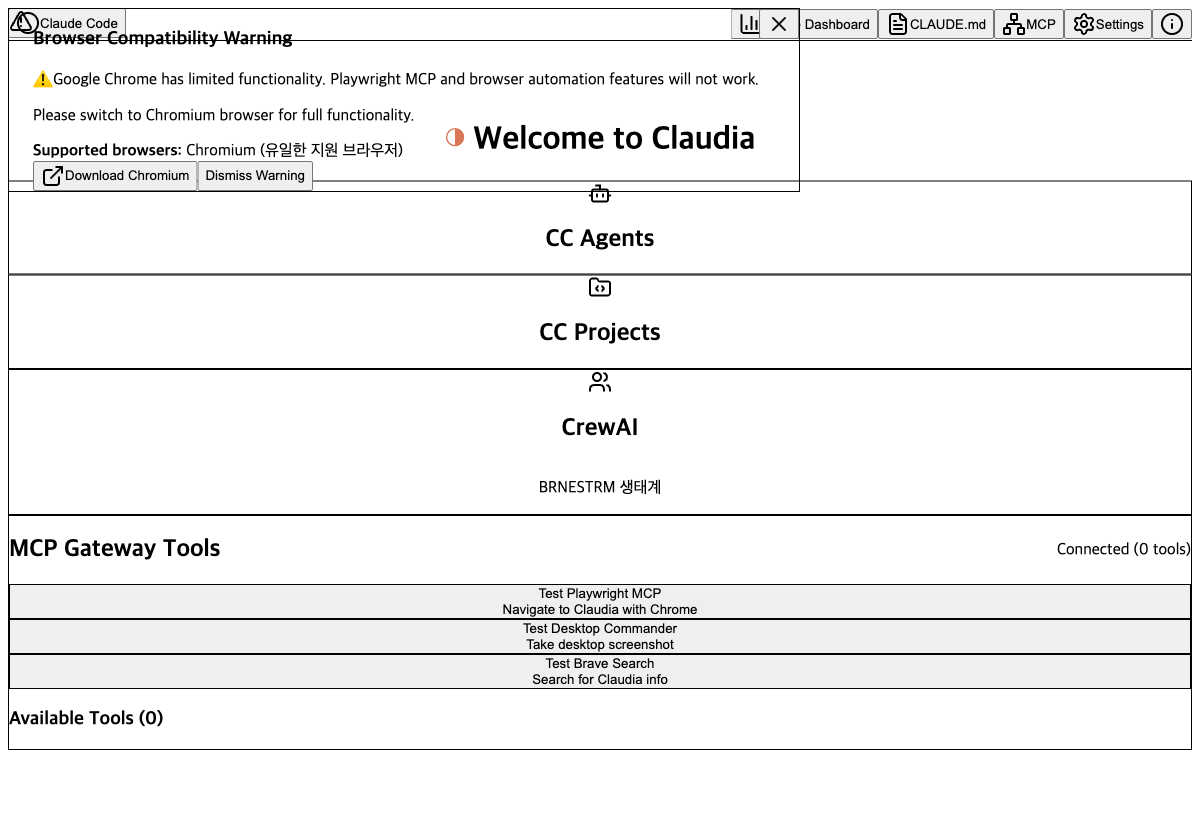 Claude Code
Dashboard
CLAUDE.md
MCP
Settings
Browser Compatibility Warning
⚠️Google Chrome has limited functionality. Playwright MCP and browser automation features will not work.
Please switch to Chromium browser for full functionality.
Welcome to Claudia
Supported browsers: Chromium (유일한 지원 브라우저)
Download Chromium
Dismiss Warning
CC Agents
CC Projects
CrewAI
BRNESTRM 생태계
MCP Gateway Tools
Connected (0 tools)
Test Playwright MCP
Navigate to Claudia with Chrome
Test Desktop Commander
Take desktop screenshot
Test Brave Search
Search for Claudia info
Available Tools (0)